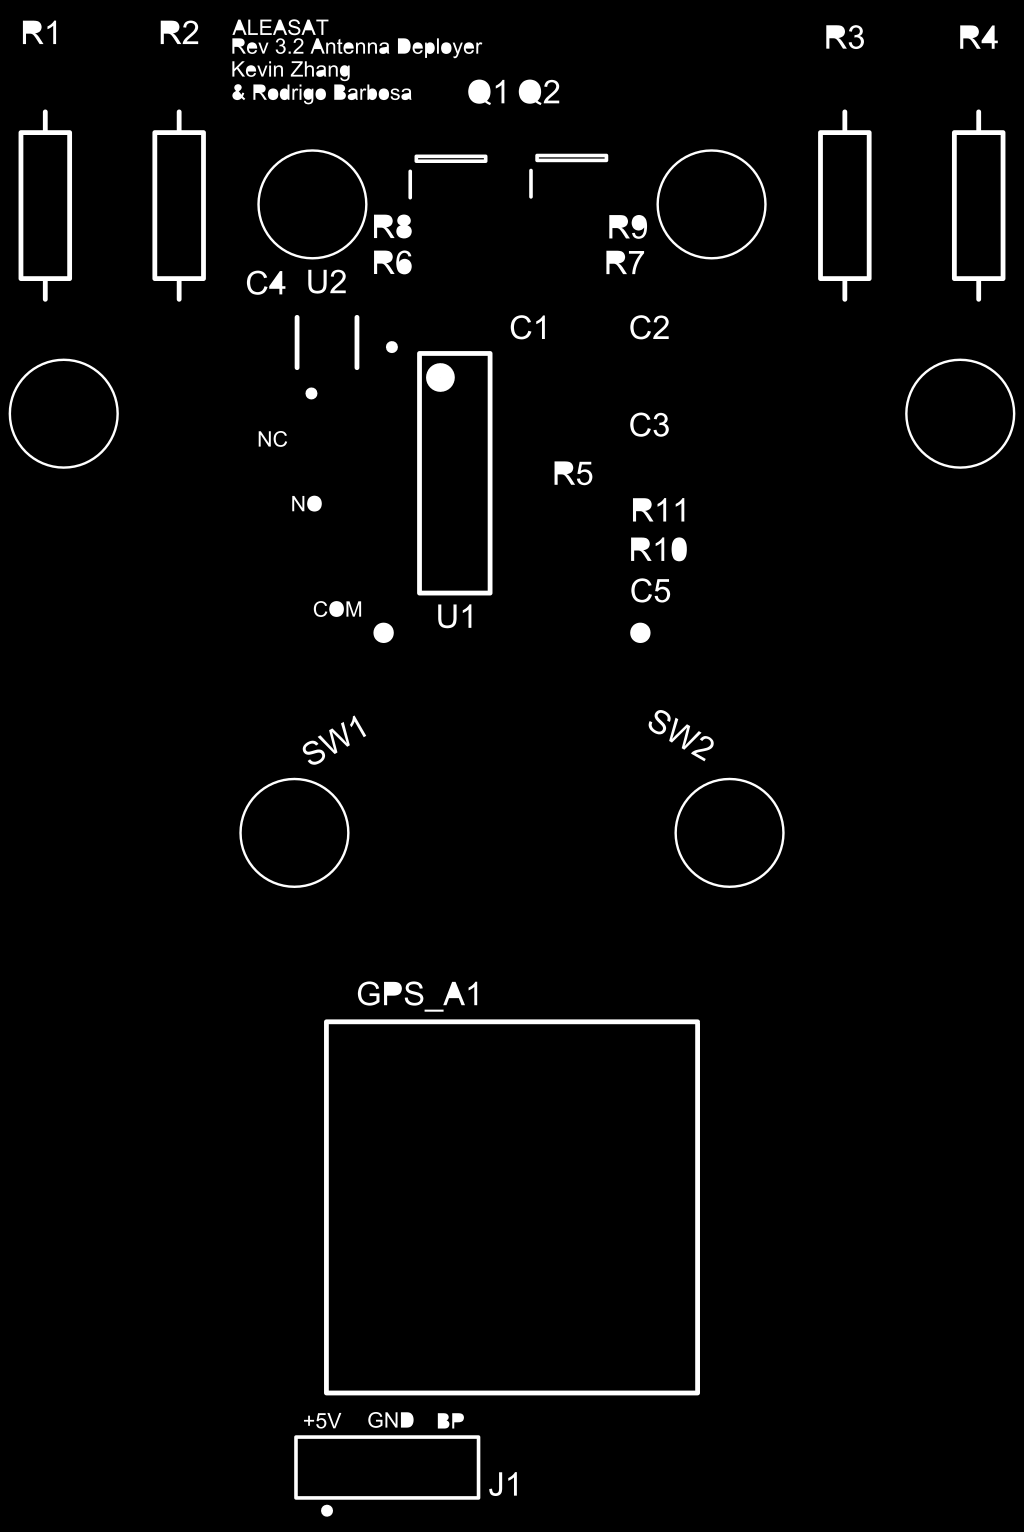 R1
R2
ALEASAT
Rev 3.2 Antenna Deployer
Kevin Zhang
& Rodrigo Barbosa
Q1 Q2
R3
R4
R8
R9
R6
R7
C4
U2
C1
C2
C3
NC
R5
NO
R11
R10
C5
COM
U1
SW1
SW2
GPS_A1
+5V
GND
BP
J1